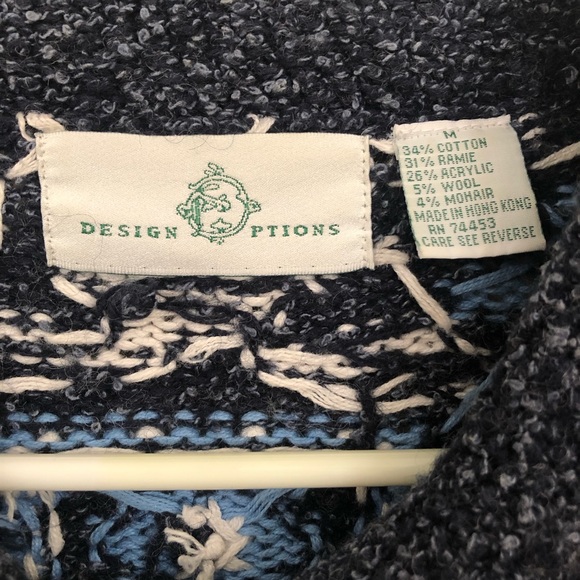 DESIGN OPTIONS
M
34% COTTON
31% RAMIE
26% ACRYLIC
5% WOOL
4% MOHAIR
MADE IN HONG KONG
RN 74453
CARE SEE REVERSE